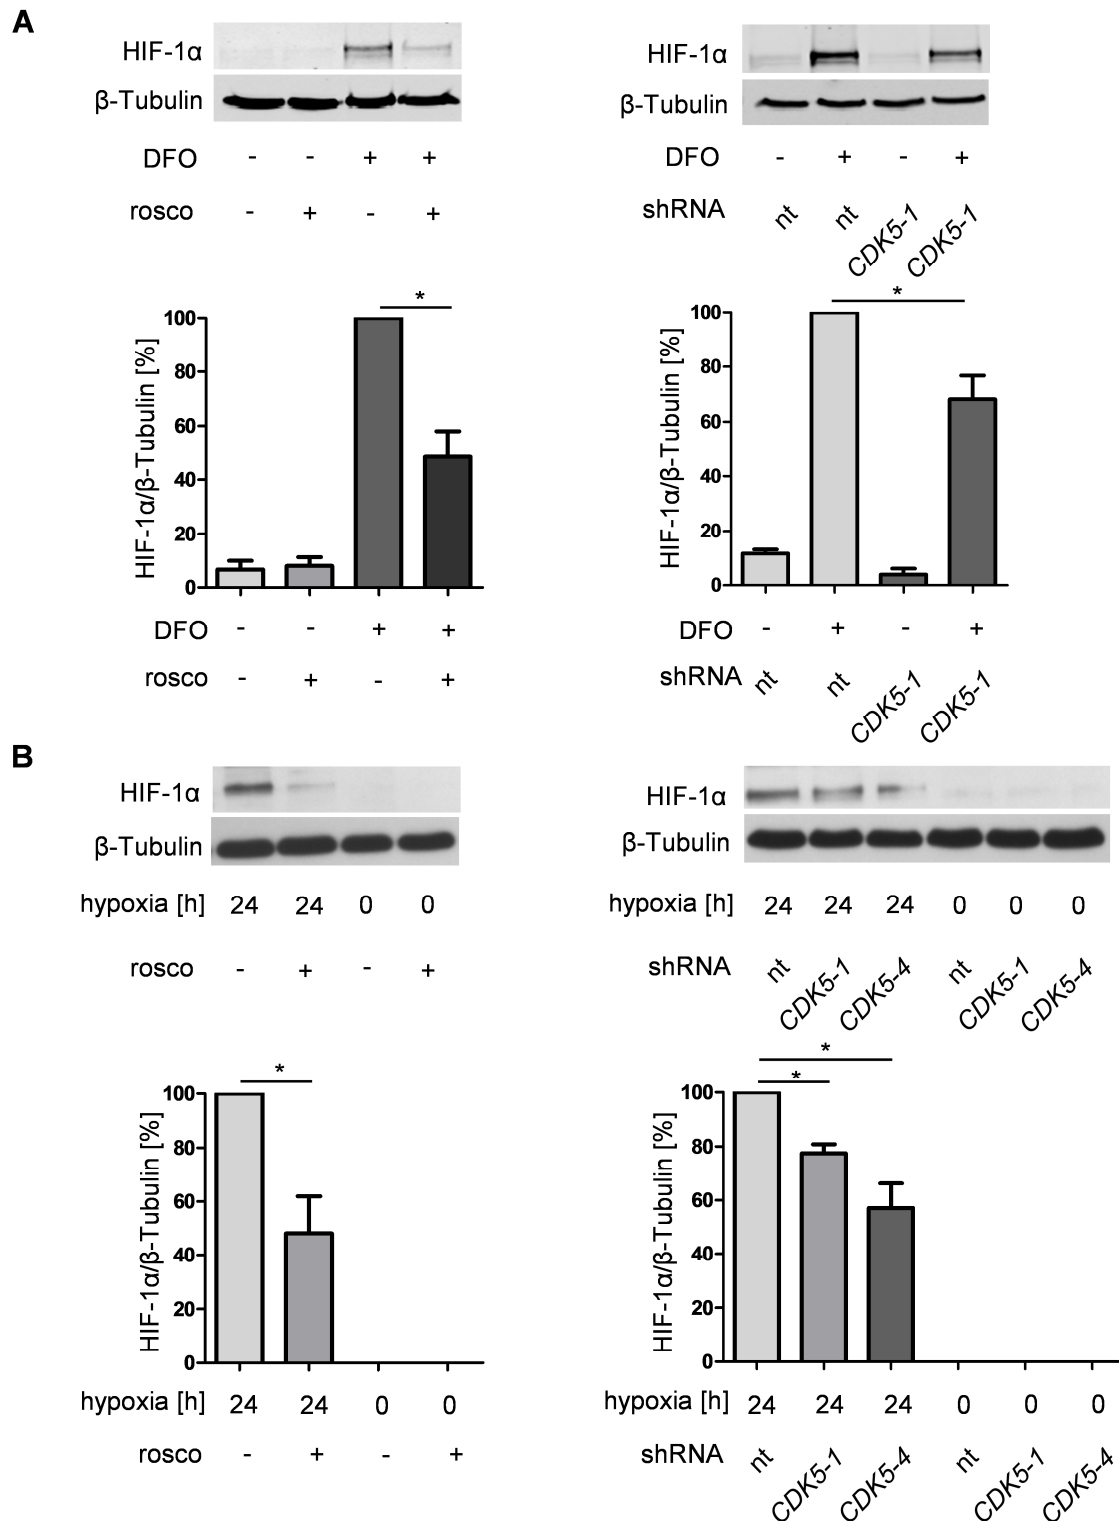 A
HIF-1α
β-Tubulin
DFO - - + +
rosco - + - +
HIF-1α
β-Tubulin
DFO - + - +
shRNA nt nt CDK5-1 CDK5-1
*
HIF-1α/β-Tubulin [%]
100
80
60
40
20
0
DFO - - + +
rosco - + - +
*
HIF-1α/β-Tubulin [%]
100
80
60
40
20
0
DFO - + - +
shRNA nt nt CDK5-1 CDK5-1
B
HIF-1α
β-Tubulin
hypoxia [h] 24 24 0 0
rosco - + - +
HIF-1α
β-Tubulin
hypoxia [h] 24 24 24 0 0 0
shRNA nt CDK5-1 CDK5-4 nt CDK5-1 CDK5-4
*
HIF-1α/β-Tubulin [%]
100
80
60
40
20
0
hypoxia [h] 24 24 0 0
rosco - + - +
*
*
HIF-1α/β-Tubulin [%]
100
80
60
40
20
0
hypoxia [h] 24 24 24 0 0 0
shRNA nt CDK5-1 CDK5-4 nt CDK5-1 CDK5-4